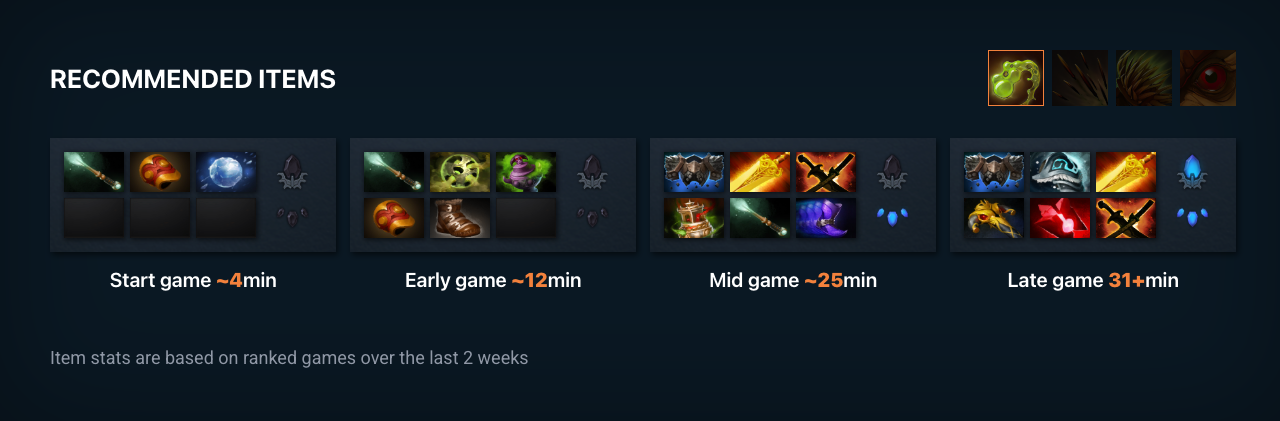 RECOMMENDED ITEMS
Start game ~4min
Early game ~12min
Mid game ~25min
Late game 31+min
Item stats are based on ranked games over the last 2 weeks